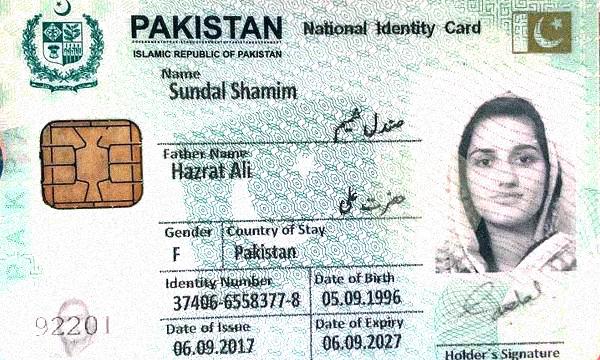 PAKISTAN National Identity Card
ISLAMIC REPUBLIC OF PAKISTAN
Name
Sundal Shamim
صندل شمیم
Father Name
Hazrat Ali
حضرت علی
Gender Country of Stay
F Pakistan
Identity Number Date of Birth
37406-6558377-8 05.09.1996
Date of Issue Date of Expiry
06.09.2017 06.09.2027
92201
Holder's Signature